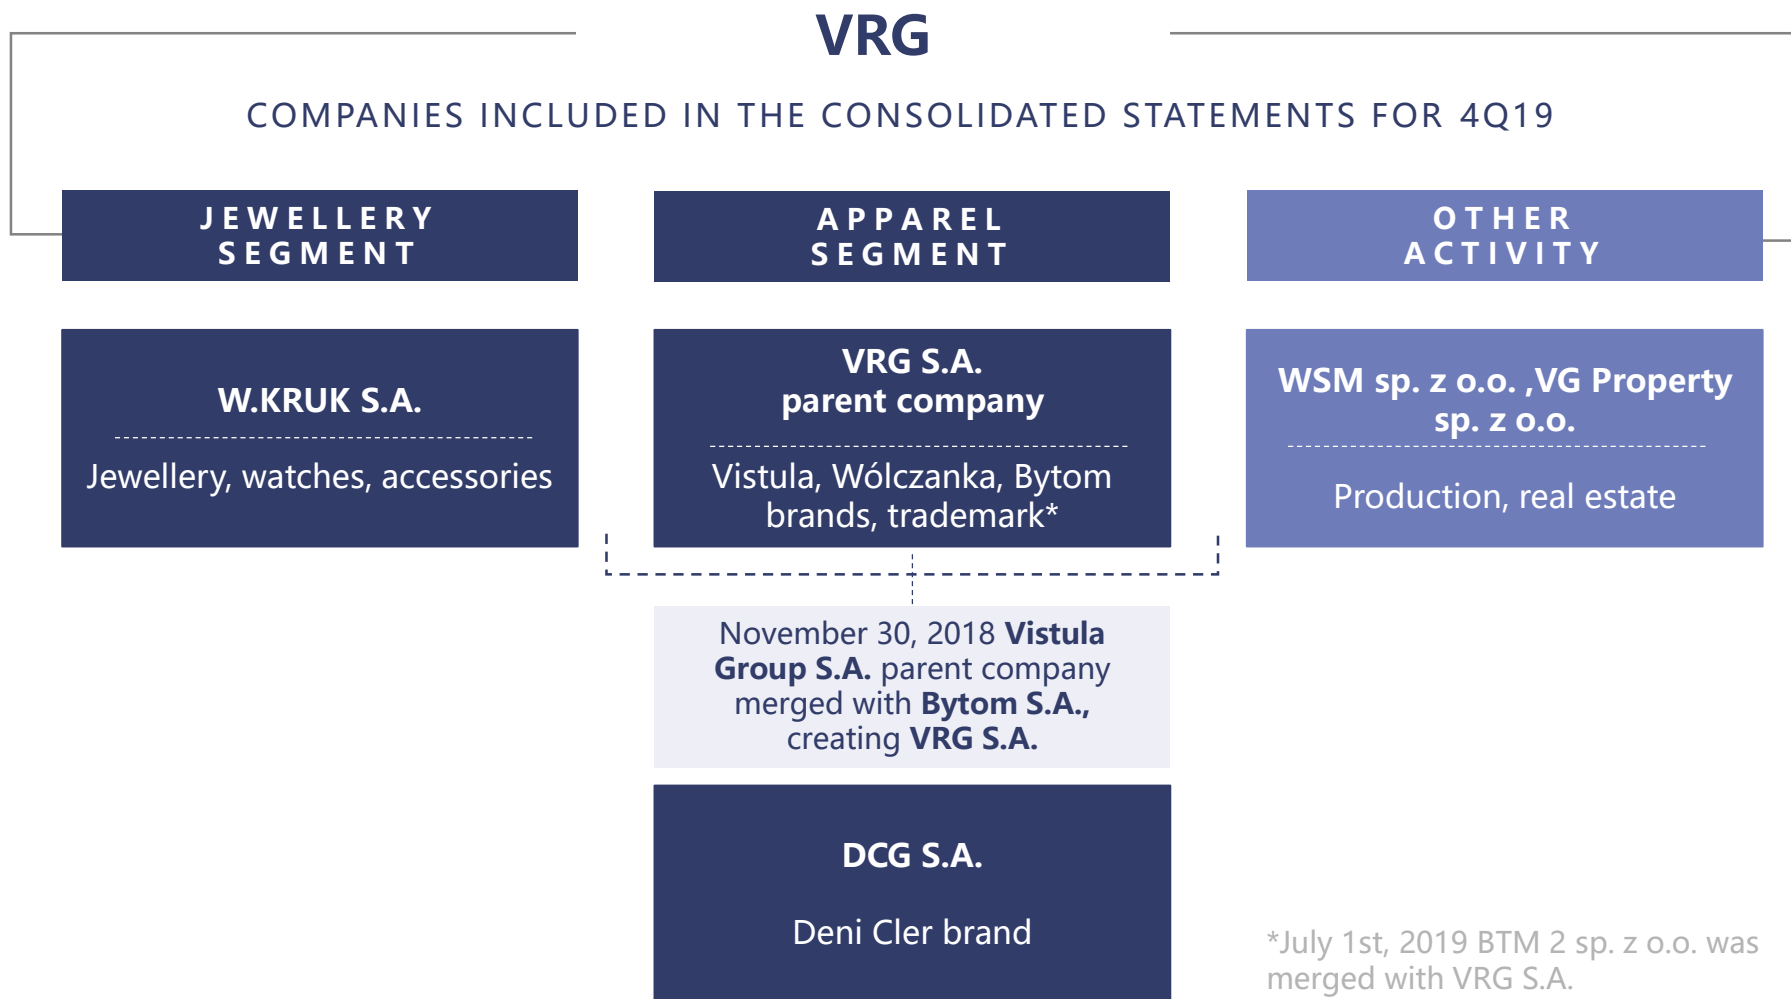 VRG
COMPANIES INCLUDED IN THE CONSOLIDATED STATEMENTS FOR 4Q19
JEWELLERY
SEGMENT
W.KRUK S.A.
Jewellery, watches, accessories
APPAREL
SEGMENT
VRG S.A.
parent company
Vistula, Wólczanka, Bytom
brands, trademark*
November 30, 2018 Vistula
Group S.A. parent company
merged with Bytom S.A.,
creating VRG S.A.
DCG S.A.
Deni Cler brand
OTHER
ACTIVITY
WSM sp. z o.o. ,VG Property
sp. z o.o.
Production, real estate
*July 1st, 2019 BTM 2 sp. z o.o. was
merged with VRG S.A.